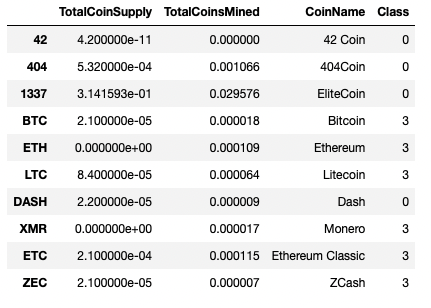 TotalCoinSupply TotalCoinsMined CoinName Class
42 4.200000e-11 0.000000 42 Coin 0
404 5.320000e-04 0.001066 404Coin 0
1337 3.141593e-01 0.029576 EliteCoin 0
BTC 2.100000e-05 0.000018 Bitcoin 3
ETH 0.000000e+00 0.000109 Ethereum 3
LTC 8.400000e-05 0.000064 Litecoin 3
DASH 2.200000e-05 0.000009 Dash 0
XMR 0.000000e+00 0.000017 Monero 3
ETC 2.100000e-04 0.000115 Ethereum Classic 3
ZEC 2.100000e-05 0.000007 ZCash 3